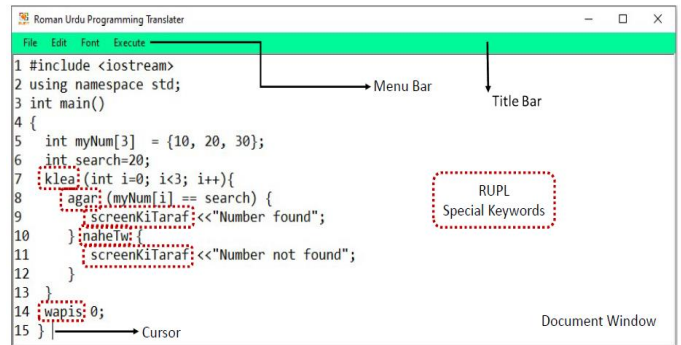 Roman Urdu Programming Translater
File Edit Font Execute
Menu Bar
Title Bar
1 #include <iostream>
2 using namespace std;
3 int main()
4 {
5 int myNum[3] = {10, 20, 30};
6 int search=20;
7 klea (int i=0; i<3; i++){
8 agar (myNum[i] == search) {
9 screenKiTaraf <<"Number found";
10 } naheTw {
11 screenKiTaraf <<"Number not found";
12 }
13 }
14 wapis 0;
15 }
Cursor
RUPL
Special Keywords
Document Window